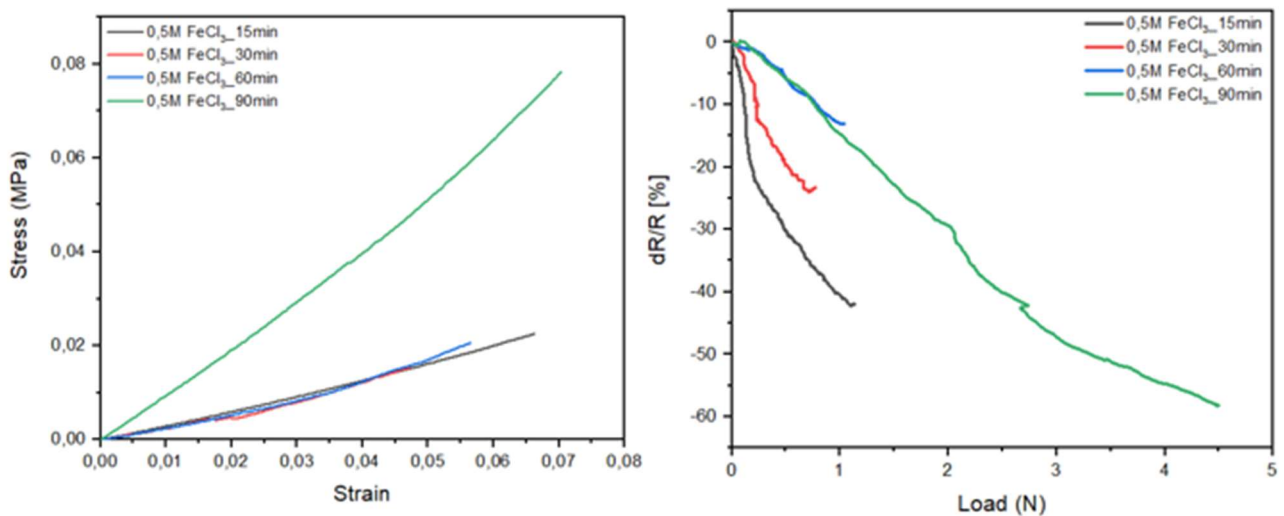 0,5M FeCl3_15min
0,5M FeCl3_30min
0,5M FeCl3_60min
0,5M FeCl3_90min
0,08
0,06
0,04
0,02
0,00
Stress (MPa)
0,00 0,01 0,02 0,03 0,04 0,05 0,06 0,07 0,08
Strain
0,5M FeCl3_15min
0,5M FeCl3_30min
0,5M FeCl3_60min
0,5M FeCl3_90min
0
-10
-20
-30
-40
-50
-60
dR/R [%]
0 1 2 3 4 5
Load (N)